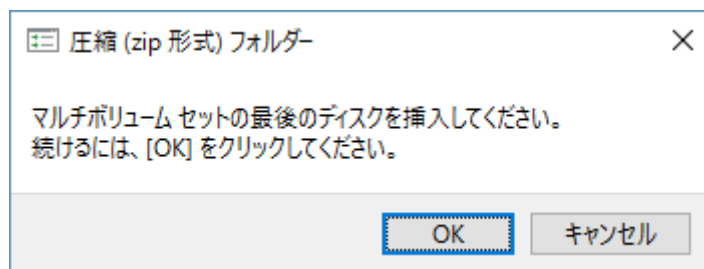 圧縮 (zip 形式) フォルダー
マルチボリューム セットの最後のディスクを挿入してください。
続けるには、[OK] をクリックしてください。
OK
キャンセル